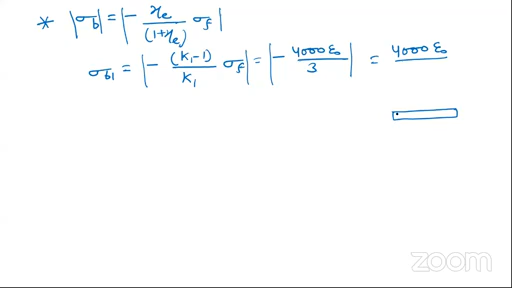 * |σb| = |- χe/(1+χe) σf|
σb1 = |- (K1-1)/K1 σf| = |- 4000 ε0/3| = 4000 ε0
zoom